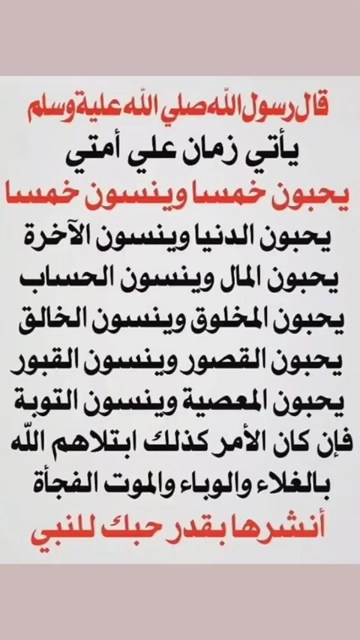 قال رسول الله صلي الله علية وسلم
يأتي زمان علي أمتي
يحبون خمسا وينسون خمسا
يحبون الدنيا وينسون الآخرة
يحبون المال وينسون الحساب
يحبون المخلوق وينسون الخالق
يحبون القصور وينسون القبور
يحبون المعصية وينسون التوبة
فإن كان الأمر كذلك ابتلاهم الله
بالغلاء والوباء والموت الفجأة
أنشرها بقدر حبك للنبي